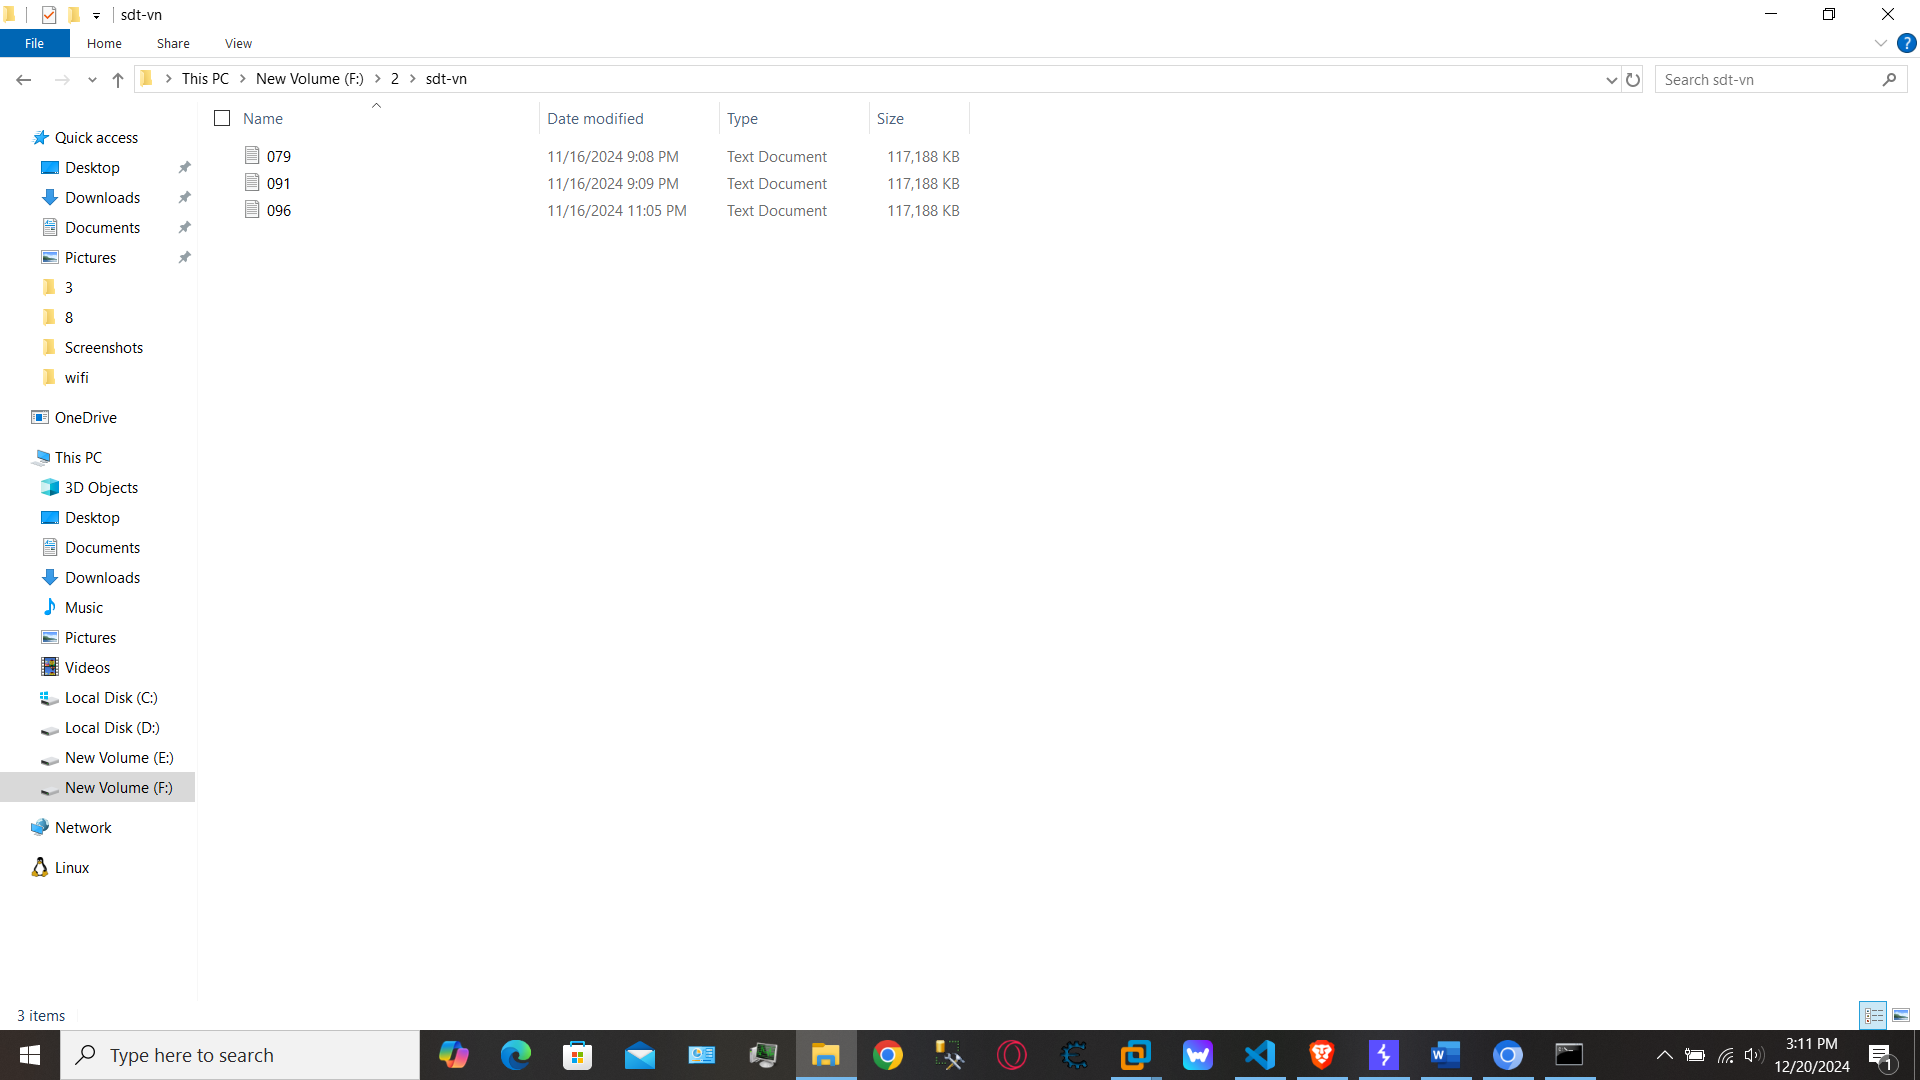 sdt-vn
File
Home
Share
View
?
This PC
New Volume (F:)
2
sdt-vn
Search sdt-vn
Name
Date modified
Type
Size
079
11/16/2024 9:08 PM
Text Document
117,188 KB
091
11/16/2024 9:09 PM
Text Document
117,188 KB
096
11/16/2024 11:05 PM
Text Document
117,188 KB
Quick access
Desktop
Downloads
Documents
Pictures
3
8
Screenshots
wifi
OneDrive
This PC
3D Objects
Desktop
Documents
Downloads
Music
Pictures
Videos
Local Disk (C:)
Local Disk (D:)
New Volume (E:)
New Volume (F:)
Network
Linux
3 items
Type here to search
3:11 PM
12/20/2024
1